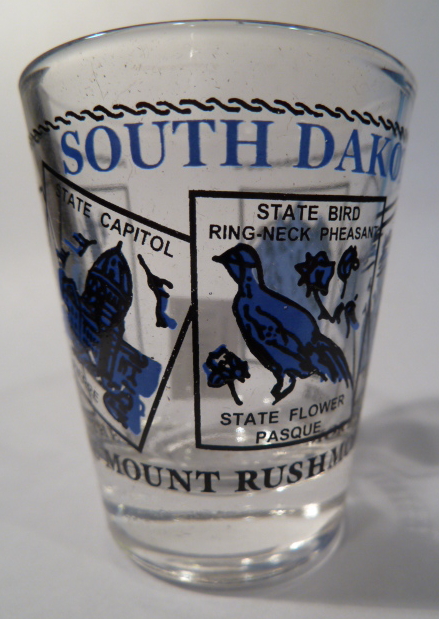 SOUTH DAKO
STATE CAPITOL
STATE BIRD
RING-NECK PHEASANT
STATE FLOWER
PASQUE
MOUNT RUSHMO